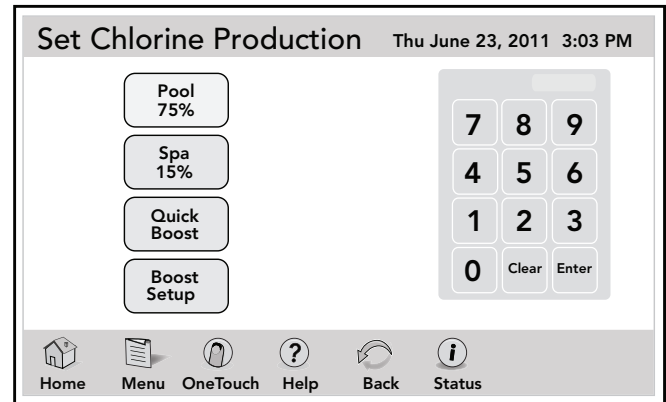 Set Chlorine Production Thu June 23, 2011 3:03 PM
Pool
75%
Spa
15%
Quick
Boost
Boost
Setup
7 8 9
4 5 6
1 2 3
0 Clear Enter
? i
Home Menu OneTouch Help Back Status